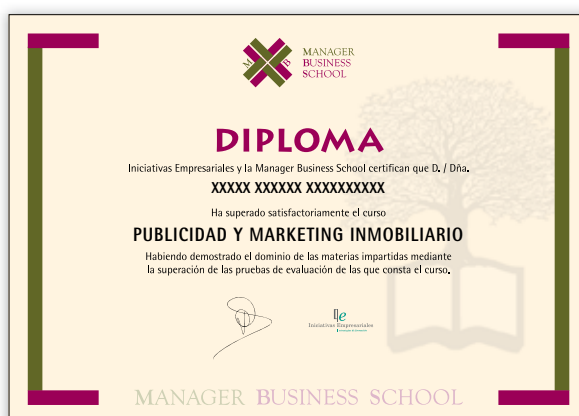 M B
MANAGER
BUSINESS
SCHOOL
DIPLOMA
Iniciativas Empresariales y la Manager Business School certifican que D. / Dña.
XXXXX XXXXXX XXXXXXXXXX
Ha superado satisfactoriamente el curso
PUBLICIDAD Y MARKETING INMOBILIARIO
Habiendo demostrado el dominio de las materias impartidas mediante
la superación de las pruebas de evaluación de las que consta el curso.
Ie
Iniciativas Empresariales
MANAGER BUSINESS SCHOOL